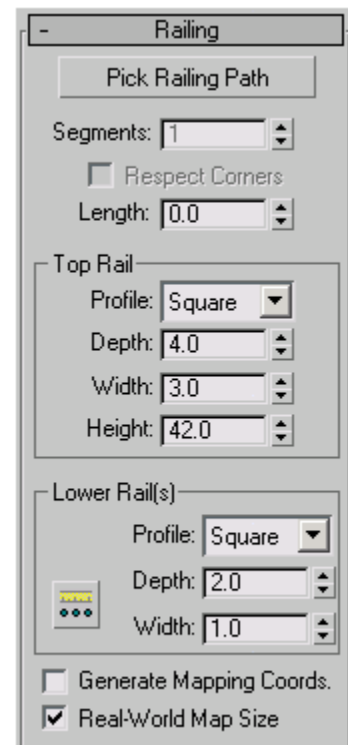 - Railing
Pick Railing Path
Segments: 1
Respect Corners
Length: 0.0
Top Rail
Profile: Square
Depth: 4.0
Width: 3.0
Height: 42.0
Lower Rail(s)
Profile: Square
Depth: 2.0
Width: 1.0
Generate Mapping Coords.
Real-World Map Size